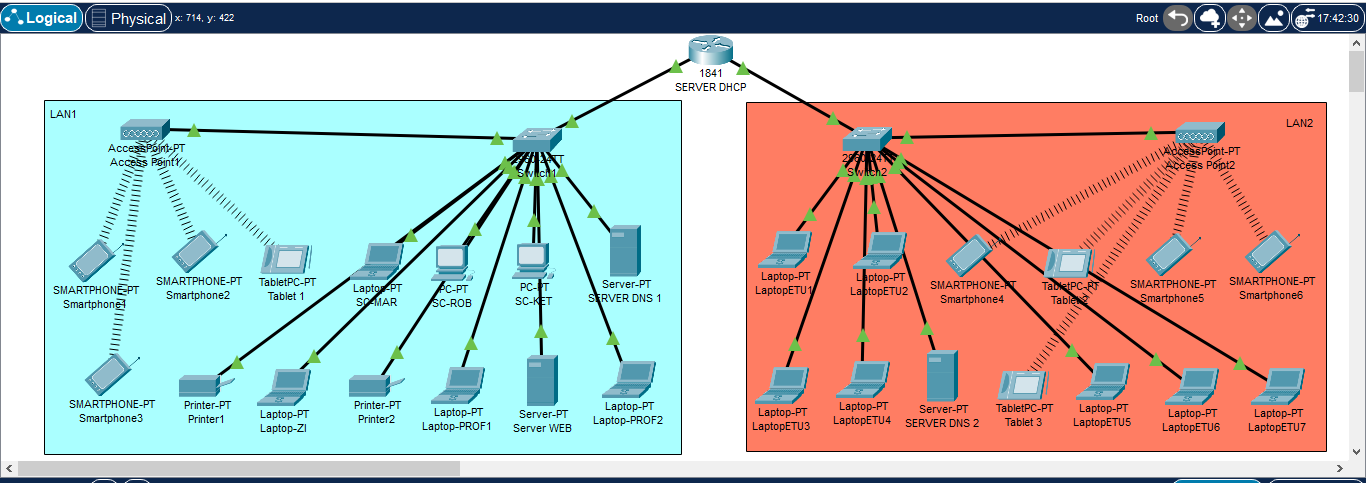 Logical
Physical
x: 714, y: 422
Root
17:42:30
1841
SERVER DHCP
LAN1
LAN2
AccessPoint-PT
Access Point1
Switch1
Switch2
AccessPoint-PT
Access Point2
SMARTPHONE-PT
Smartphone1
SMARTPHONE-PT
Smartphone2
TabletPC-PT
Tablet 1
Laptop-PT
SC-MAR
PC-PT
SC-ROB
PC-PT
SC-KET
Server-PT
SERVER DNS 1
Laptop-PT
LaptopETU1
Laptop-PT
LaptopETU2
SMARTPHONE-PT
Smartphone4
TabletPC-PT
Tablet 2
SMARTPHONE-PT
Smartphone5
SMARTPHONE-PT
Smartphone6
SMARTPHONE-PT
Smartphone3
Printer-PT
Printer1
Laptop-PT
Laptop-ZI
Printer-PT
Printer2
Laptop-PT
Laptop-PROF1
Server-PT
Server WEB
Laptop-PT
Laptop-PROF2
Laptop-PT
LaptopETU3
Laptop-PT
LaptopETU4
Server-PT
SERVER DNS 2
TabletPC-PT
Tablet 3
Laptop-PT
LaptopETU5
Laptop-PT
LaptopETU6
Laptop-PT
LaptopETU7